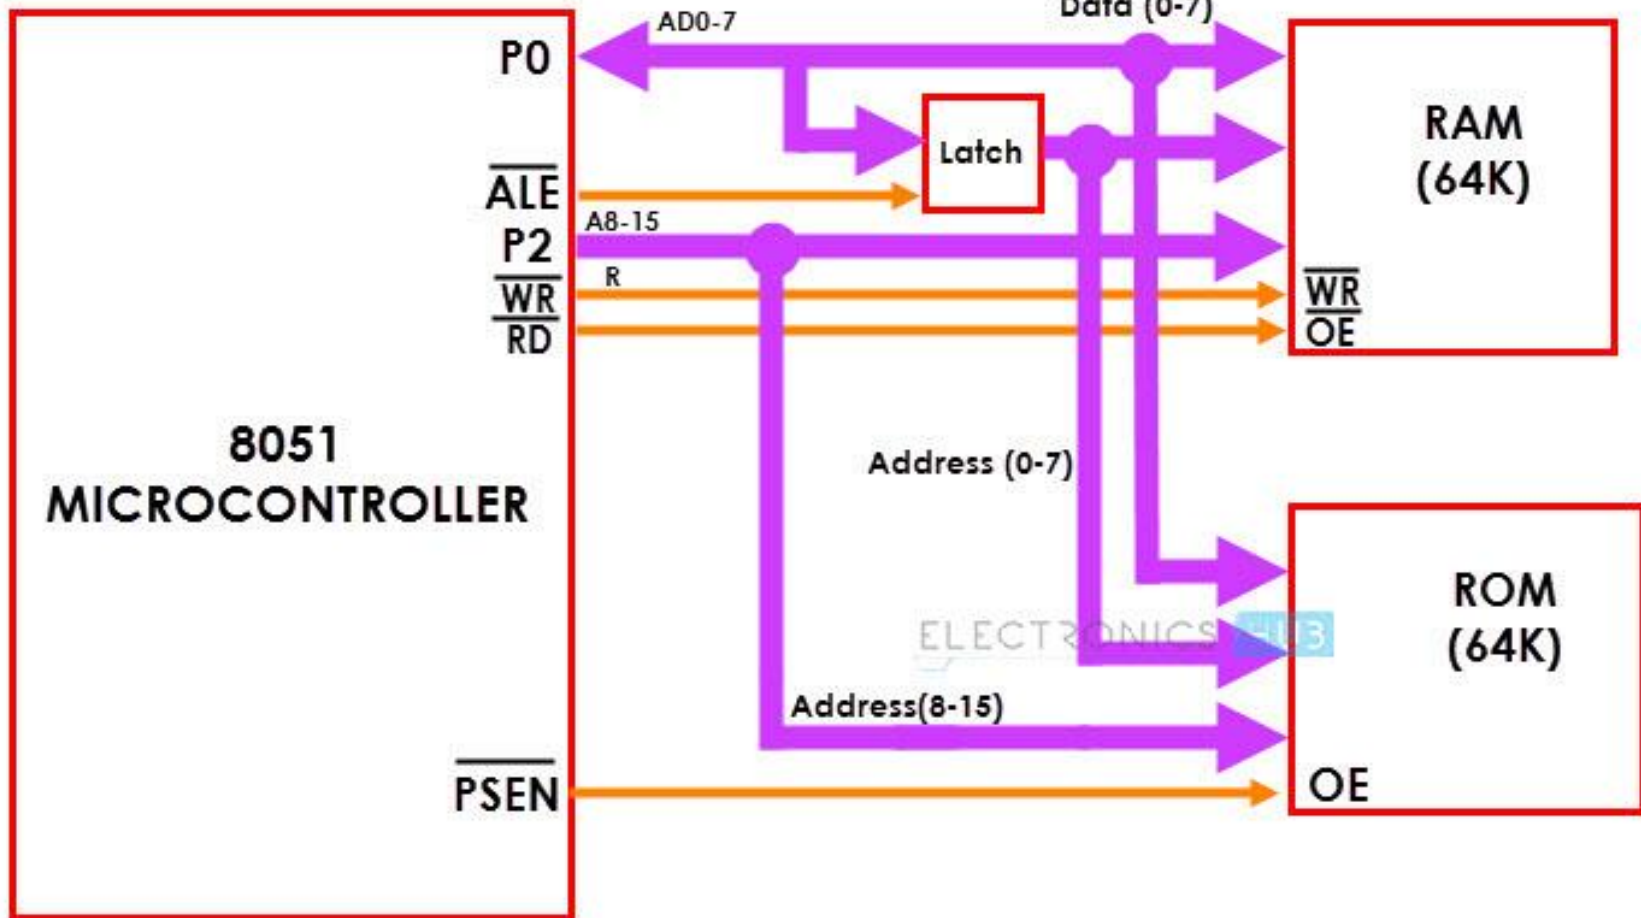 AD0-7
Data (0-7)
P0
RAM
(64K)
Latch
ALE
A8-15
P2
R
WR
WR
RD
OE
8051
MICROCONTROLLER
Address (0-7)
ROM
(64K)
ELECTRONICS HUB
Address(8-15)
PSEN
OE